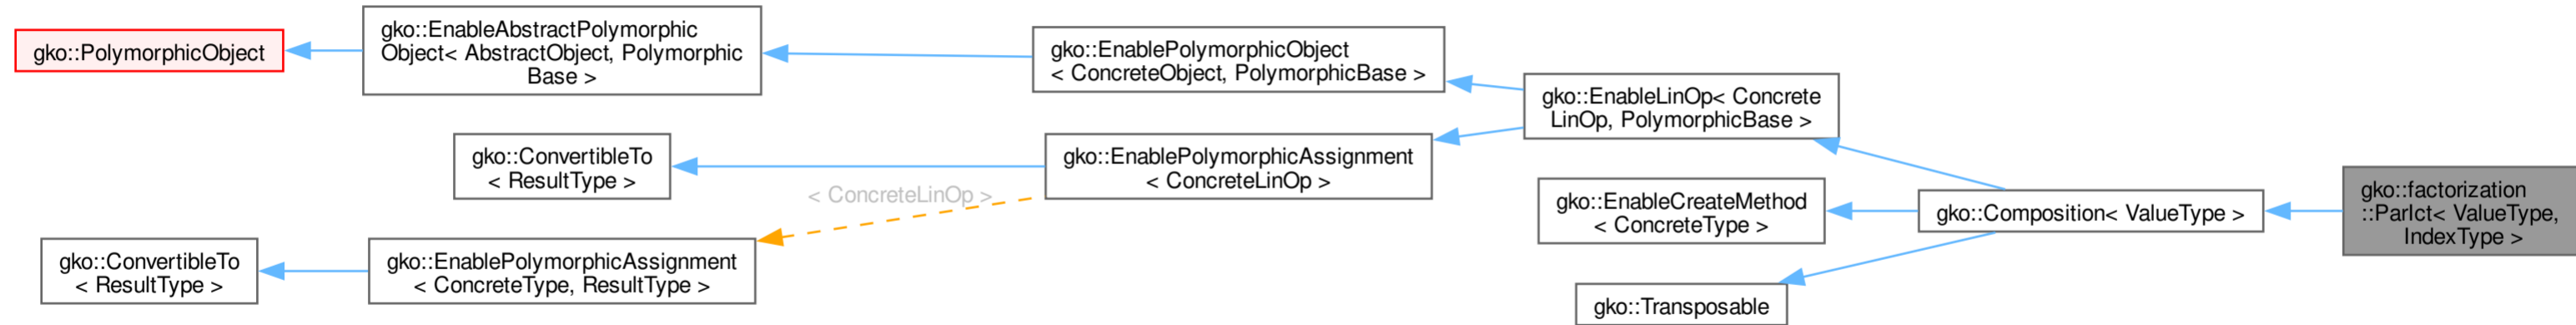 gko::PolymorphicObject
gko::EnableAbstractPolymorphic
Object< AbstractObject, Polymorphic
Base >
gko::EnablePolymorphicObject
< ConcreteObject, PolymorphicBase >
gko::EnableLinOp< Concrete
LinOp, PolymorphicBase >
gko::ConvertibleTo
< ResultType >
gko::EnablePolymorphicAssignment
< ConcreteLinOp >
< ConcreteLinOp >
gko::ConvertibleTo
< ResultType >
gko::EnablePolymorphicAssignment
< ConcreteType, ResultType >
gko::EnableCreateMethod
< ConcreteType >
gko::Transposable
gko::Composition< ValueType >
gko::factorization
::ParIct< ValueType,
IndexType >